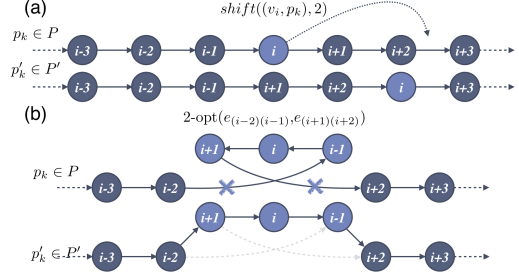 (a)
shift((v_i, p_k), 2)
p_k ∈ P
i-3 i-2 i-1 i i+1 i+2 i+3
p'_k ∈ P'
i-3 i-2 i-1 i+1 i+2 i i+3
(b)
2-opt(e_{(i-2)(i-1)}, e_{(i+1)(i+2)})
i+1 i i-1
p_k ∈ P
i-3 i-2 i+2 i+3
i+1 i i-1
p'_k ∈ P'
i-3 i-2 i+2 i+3